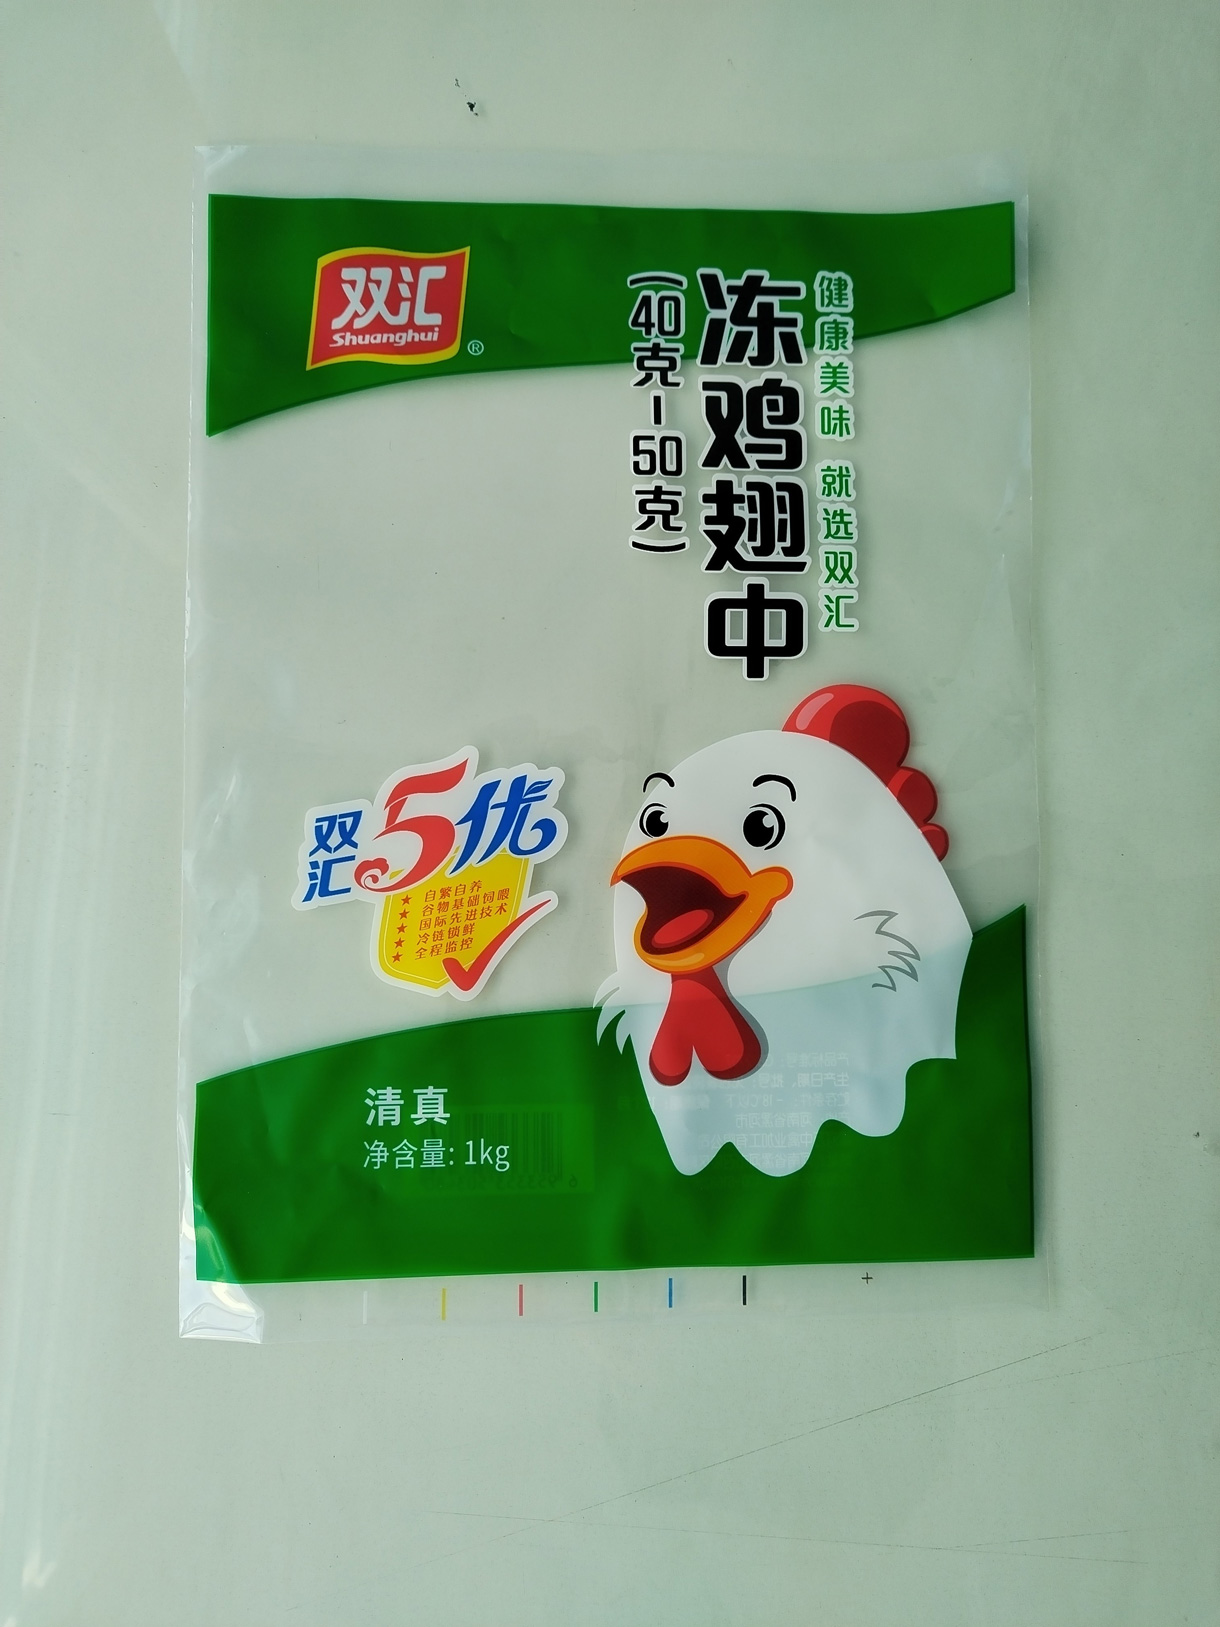 双汇
Shuanghui
®
健康美味 就选双汇
冻鸡翅中
(40克-50克)
双汇5优
自繁自养
谷物基础饲喂
国际先进技术
冷链锁鲜
全程监控
清真
净含量: 1kg